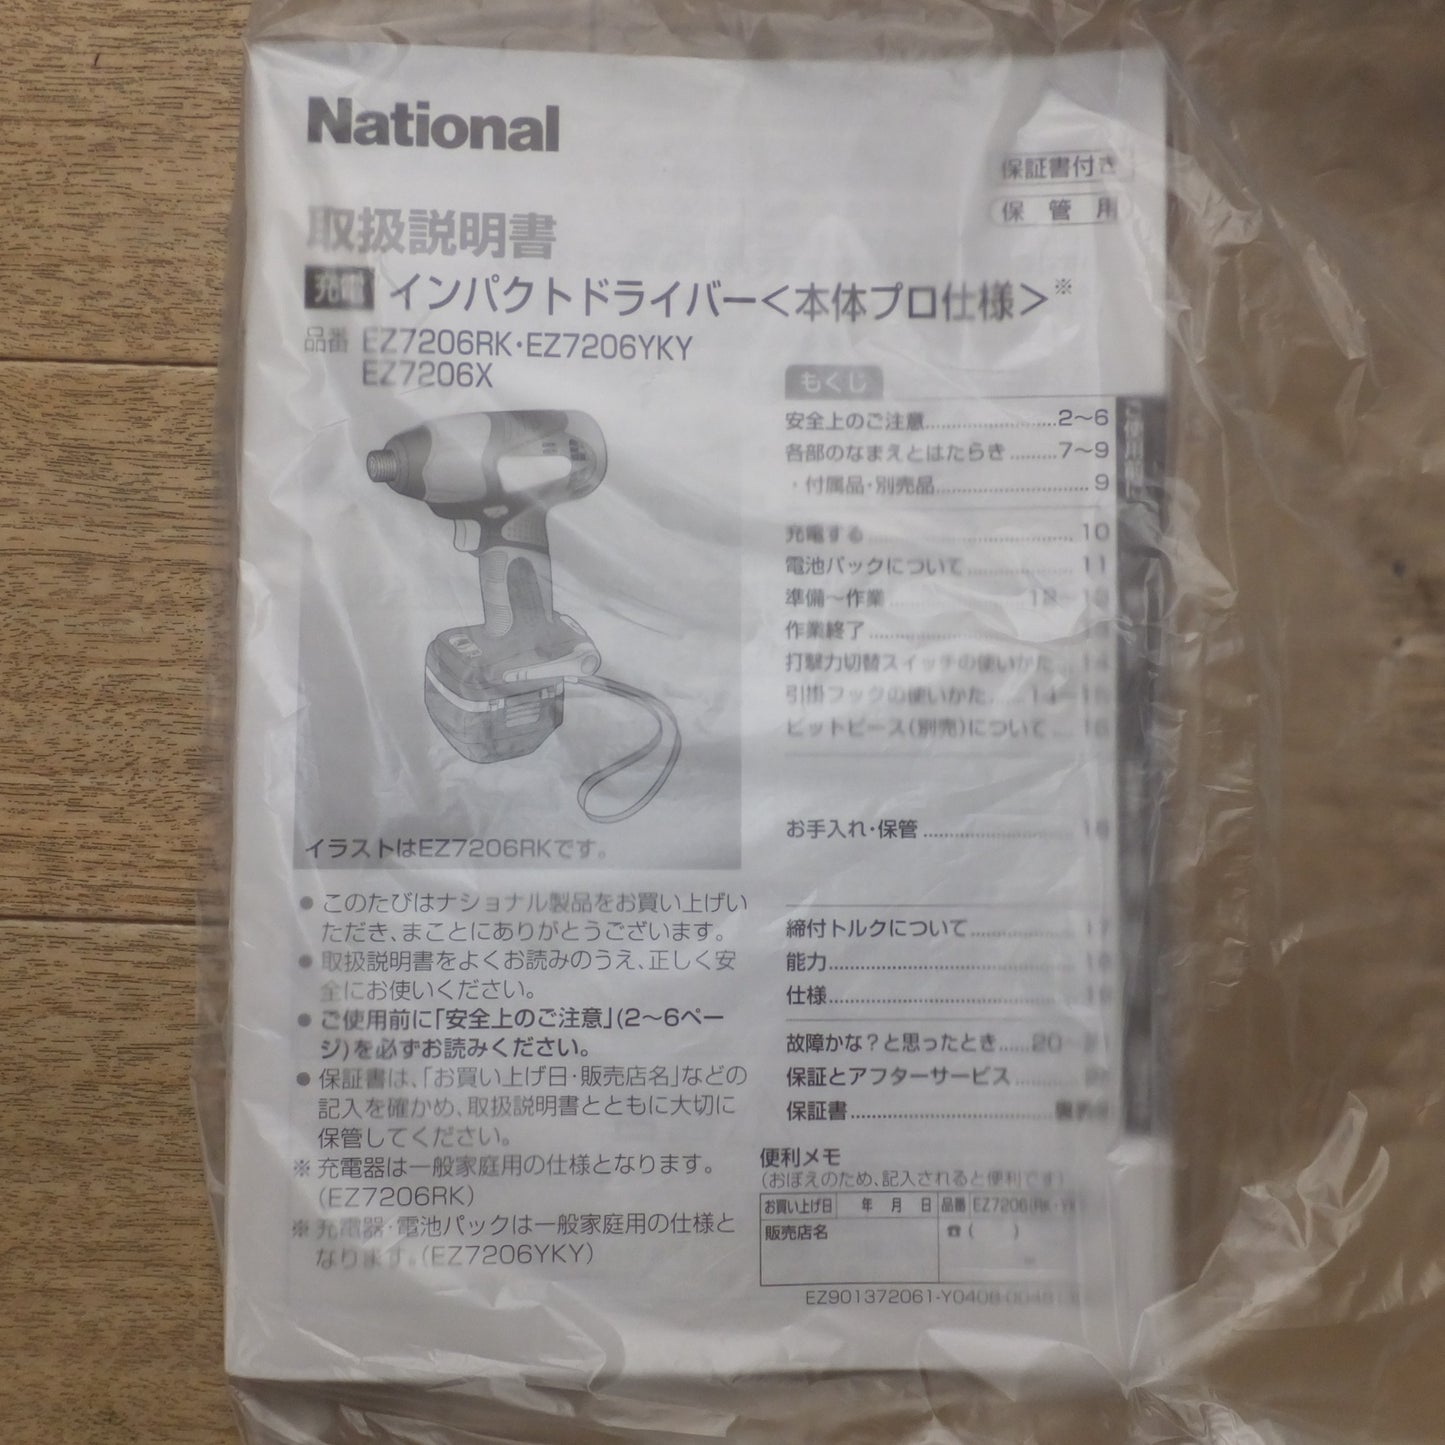 National
保証書付き
保管用
取扱説明書
充電 インパクトドライバー＜本体プロ仕様＞※
品番 EZ7206RK・EZ7206YKY
EZ7206X
イラストはEZ7206RKです。
● このたびはナショナル製品をお買い上げい
ただき、まことにありがとうございます。
● 取扱説明書をよくお読みのうえ、正しく安
全にお使いください。
● ご使用前に「安全上のご注意」(2～6ペー
ジ)を必ずお読みください。
● 保証書は、「お買い上げ日・販売店名」などの
記入を確かめ、取扱説明書とともに大切に
保管してください。
※ 充電器は一般家庭用の仕様となります。
(EZ7206RK)
※ 充電器・電池パックは一般家庭用の仕様と
なります。(EZ7206YKY)
もくじ
安全上のご注意……………………2～6
各部のなまえとはたらき………7～9
・付属品・別売品……………………………9
充電する……………………………………10
電池パックについて…………………11
準備～作業
作業終了
打撃力切替スイッチの使いかた…14
引掛フックの使いかた……14～15
ビットピース(別売)について…16
お手入れ・保管
締付トルクについて…………………17
能力
仕様
故障かな？と思ったとき……20～21
保証とアフターサービス
保証書
便利メモ
(おぼえのため、記入されると便利です)
お買い上げ日 年 月 日 品番 EZ7206
販売店名 ☎( )
EZ901372061-Y0408